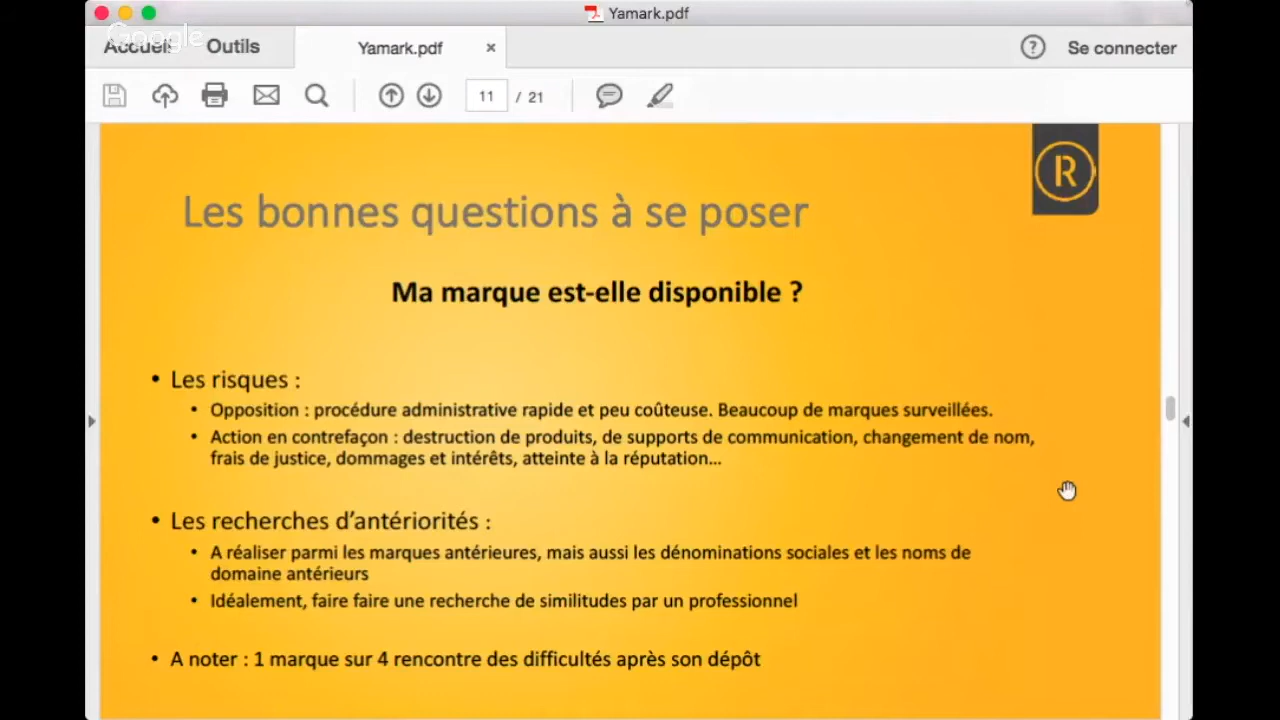 Yamark.pdf
Google
Accueil Outils Yamark.pdf × ? Se connecter
11 / 21
R
Les bonnes questions à se poser
Ma marque est-elle disponible ?
• Les risques :
• Opposition : procédure administrative rapide et peu coûteuse. Beaucoup de marques surveillées.
• Action en contrefaçon : destruction de produits, de supports de communication, changement de nom,
frais de justice, dommages et intérêts, atteinte à la réputation…
• Les recherches d’antériorités :
• A réaliser parmi les marques antérieures, mais aussi les dénominations sociales et les noms de
domaine antérieurs
• Idéalement, faire faire une recherche de similitudes par un professionnel
• A noter : 1 marque sur 4 rencontre des difficultés après son dépôt